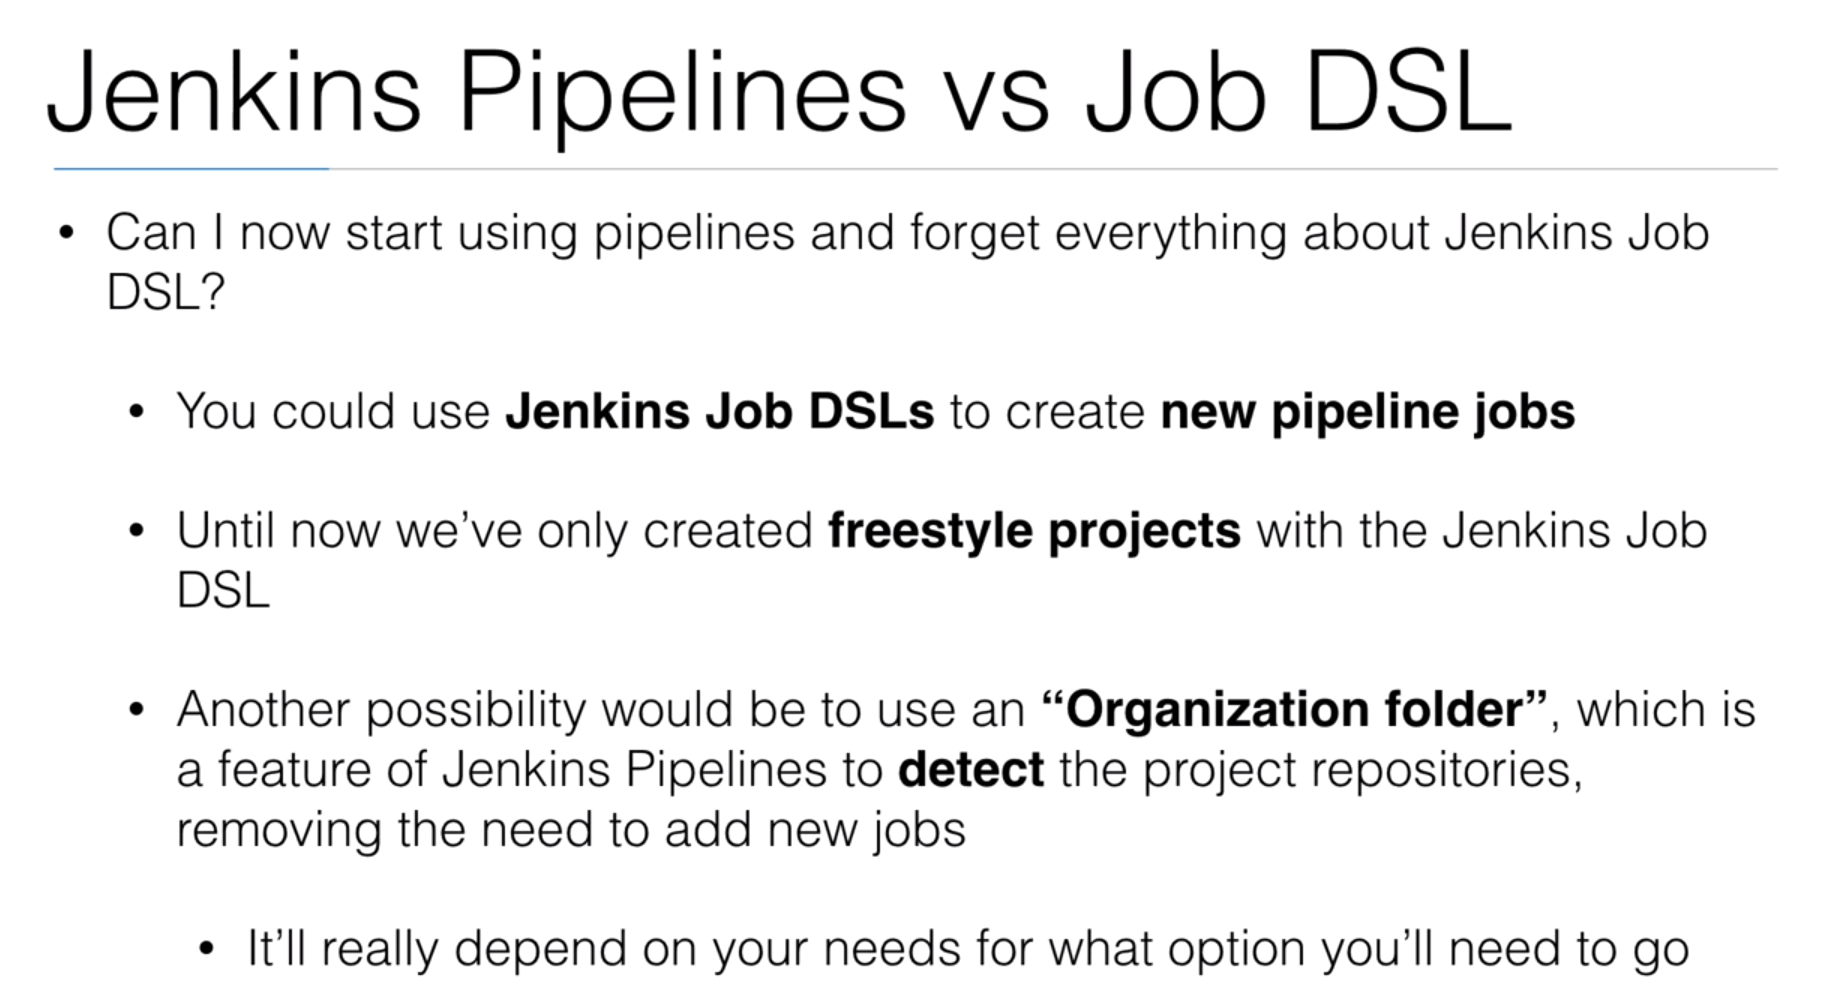 Jenkins Pipelines vs Job DSL
• Can I now start using pipelines and forget everything about Jenkins Job
DSL?
• You could use Jenkins Job DSLs to create new pipeline jobs
• Until now we’ve only created freestyle projects with the Jenkins Job
DSL
• Another possibility would be to use an “Organization folder”, which is
a feature of Jenkins Pipelines to detect the project repositories,
removing the need to add new jobs
• It’ll really depend on your needs for what option you’ll need to go